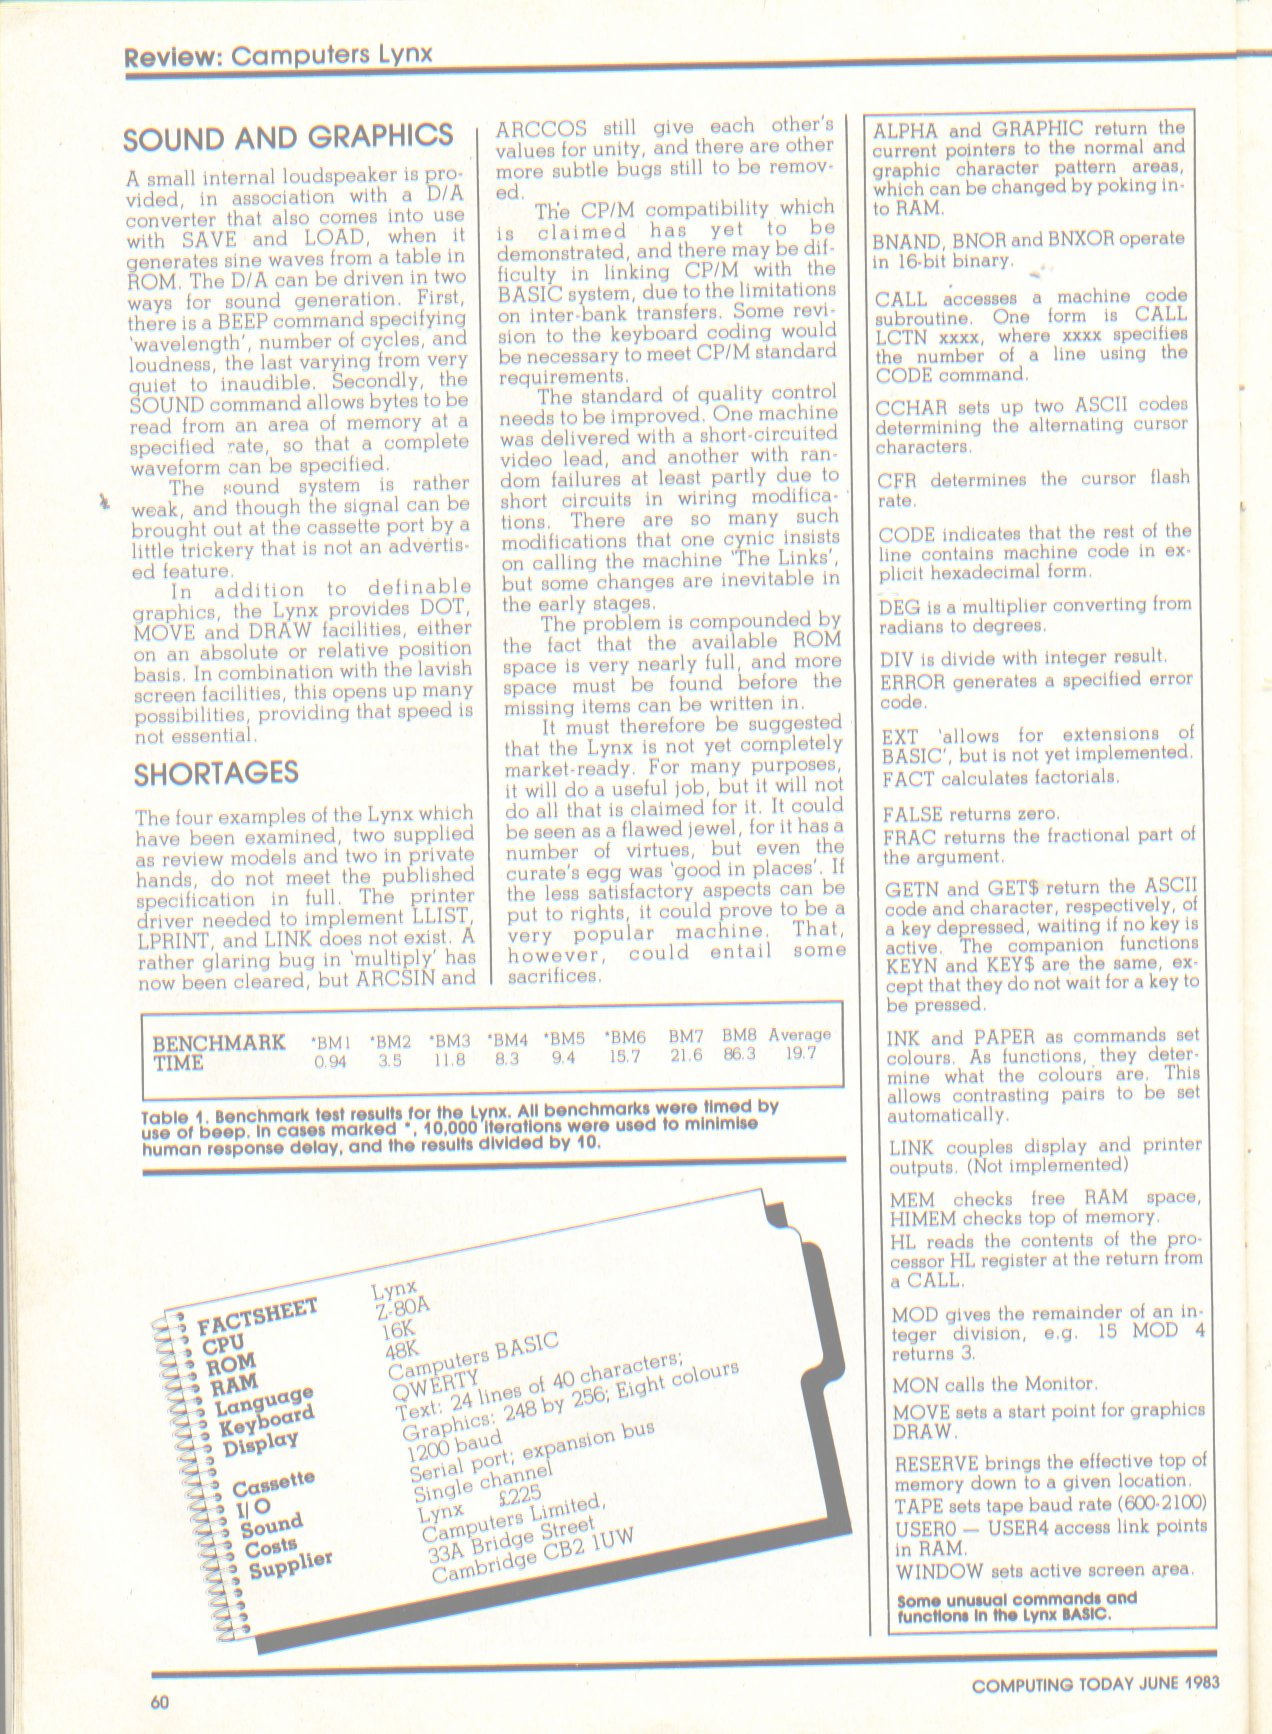 Review: Camputers Lynx
SOUND AND GRAPHICS
A small internal loudspeaker is pro-
vided, in association with a D/A
converter that also comes into use
with SAVE and LOAD, when it
generates sine waves from a table in
ROM. The D/A can be driven in two
ways for sound generation. First,
there is a BEEP command specifying
'wavelength', number of cycles, and
loudness, the last varying from very
quiet to inaudible. Secondly, the
SOUND command allows bytes to be
read from an area of memory at a
specified rate, so that a complete
waveform can be specified.
The sound system is rather
weak, and though the signal can be
brought out at the cassette port by a
little trickery that is not an advertis-
ed feature.
In addition to definable
graphics, the Lynx provides DOT,
MOVE and DRAW facilities, either
on an absolute or relative position
basis. In combination with the lavish
screen facilities, this opens up many
possibilities, providing that speed is
not essential.
SHORTAGES
The four examples of the Lynx which
have been examined, two supplied
as review models and two in private
hands, do not meet the published
specification in full. The printer
driver needed to implement LLIST,
LPRINT, and LINK does not exist. A
rather glaring bug in 'multiply' has
now been cleared, but ARCSIN and
ARCCOS still give each other's
values for unity, and there are other
more subtle bugs still to be remov-
ed.
The CP/M compatibility which
is claimed has yet to be
demonstrated, and there may be dif-
ficulty in linking CP/M with the
BASIC system, due to the limitations
on inter-bank transfers. Some revi-
sion to the keyboard coding would
be necessary to meet CP/M standard
requirements.
The standard of quality control
needs to be improved. One machine
was delivered with a short-circuited
video lead, and another with ran-
dom failures at least partly due to
short circuits in wiring modifica-
tions. There are so many such
modifications that one cynic insists
on calling the machine 'The Links',
but some changes are inevitable in
the early stages.
The problem is compounded by
the fact that the available ROM
space is very nearly full, and more
space must be found before the
missing items can be written in.
It must therefore be suggested
that the Lynx is not yet completely
market-ready. For many purposes,
it will do a useful job, but it will not
do all that is claimed for it. It could
be seen as a flawed jewel, for it has a
number of virtues, but even the
curate's egg was 'good in places'. If
the less satisfactory aspects can be
put to rights, it could prove to be a
very popular machine. That,
however, could entail some
sacrifices.
BENCHMARK *BM1 *BM2 *BM3 *BM4 *BM5 *BM6 BM7 BM8 Average
TIME 0.94 3.5 11.8 8.3 9.4 15.7 21.6 86.3 19.7
Table 1. Benchmark test results for the Lynx. All benchmarks were timed by
use of beep. In cases marked *, 10,000 iterations were used to minimise
human response delay, and the results divided by 10.
FACTSHEET Lynx
CPU Z-80A
ROM 16K
RAM 48K
Language Camputers BASIC
Keyboard QWERTY
Display Text: 24 lines of 40 characters;
Graphics: 248 by 256; Eight colours
Cassette 1200 baud
I/O Serial port; expansion bus
Sound Single channel
Costs Lynx £225
Supplier Camputers Limited,
33A Bridge Street
Cambridge CB2 1UW
ALPHA and GRAPHIC return the
current pointers to the normal and
graphic character pattern areas,
which can be changed by poking in-
to RAM.
BNAND, BNOR and BNXOR operate
in 16-bit binary.
CALL accesses a machine code
subroutine. One form is CALL
LCTN xxxx, where xxxx specifies
the number of a line using the
CODE command.
CCHAR sets up two ASCII codes
determining the alternating cursor
characters.
CFR determines the cursor flash
rate.
CODE indicates that the rest of the
line contains machine code in ex-
plicit hexadecimal form.
DEG is a multiplier converting from
radians to degrees.
DIV is divide with integer result.
ERROR generates a specified error
code.
EXT 'allows for extensions of
BASIC', but is not yet implemented.
FACT calculates factorials.
FALSE returns zero.
FRAC returns the fractional part of
the argument.
GETN and GET$ return the ASCII
code and character, respectively, of
a key depressed, waiting if no key is
active. The companion functions
KEYN and KEY$ are the same, ex-
cept that they do not wait for a key to
be pressed.
INK and PAPER as commands set
colours. As functions, they deter-
mine what the colours are. This
allows contrasting pairs to be set
automatically.
LINK couples display and printer
outputs. (Not implemented)
MEM checks free RAM space,
HIMEM checks top of memory.
HL reads the contents of the pro-
cessor HL register at the return from
a CALL.
MOD gives the remainder of an in-
teger division, e.g. 15 MOD 4
returns 3.
MON calls the Monitor.
MOVE sets a start point for graphics
DRAW.
RESERVE brings the effective top of
memory down to a given location.
TAPE sets tape baud rate (600-2100)
USER0 — USER4 access link points
in RAM.
WINDOW sets active screen area.
Some unusual commands and
functions in the Lynx BASIC.
60
COMPUTING TODAY JUNE 1983